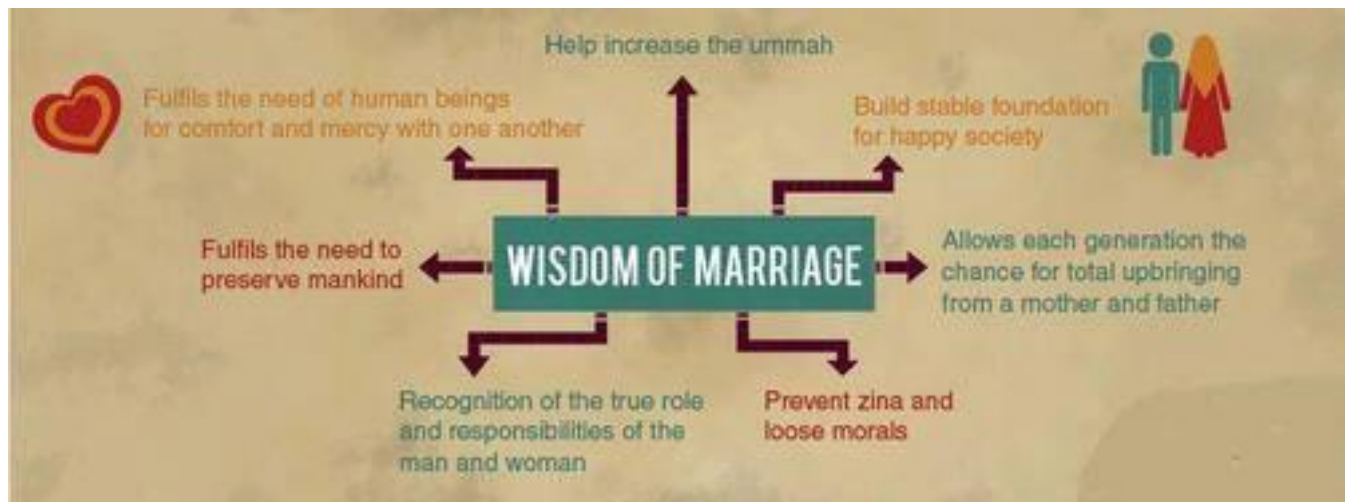 Help increase the ummah
Fulfils the need of human beings
for comfort and mercy with one another
Build stable foundation
for happy society
Fulfils the need to
preserve mankind
WISDOM OF MARRIAGE
Allows each generation the
chance for total upbringing
from a mother and father
Recognition of the true role
and responsibilities of the
man and woman
Prevent zina and
loose morals